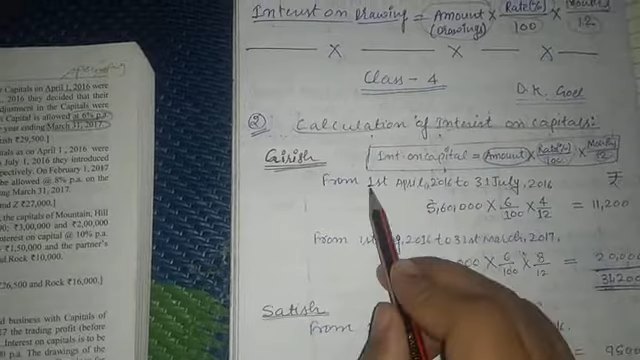 Capitals on April 1, 2016 were
2016 they decided that their
adjustment in the Capitals were
Capital is allowed @ 6% p.a.
year ending March 31, 2017.
₹29,500.]
as on April 1, 2016 were
July 1, 2016 they introduced
respectively. On February 1, 2017
be allowed @ 8% p.a. on the
ending March 31, 2017.
and Z ₹27,000.]
the capitals of Mountain, Hill
3,00,000 and ₹2,00,000
Interest on capital @ 10% p.a.
1,50,000 and the partner's
and Rock ₹10,000.
₹26,500 and Rock ₹16,000.]
business with Capitals of
the trading profit (before
Interest on capitals is to be
The drawings of the
Interest on Drawing = Amount (Drawings) × Rate(%)/100 × Months/12
x x x
Class - 4
D.K. Goel
② Calculation of Interest on capitals:
Girish
Int. on capital = Amount × Rate(%)/100 × Months/12
From 1st April, 2016 to 31 July, 2016 ₹
5,60,000 × 6/100 × 4/12 = 11,200
From 1st 2016 to 31st March, 2017.
000 × 6/100 × 8/12 = 20,000
31200
Satish
From